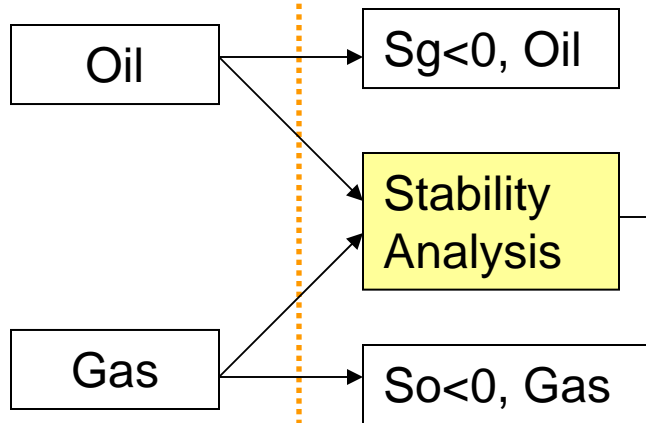 Oil
Sg<0, Oil
Stability
Analysis
Gas
So<0, Gas